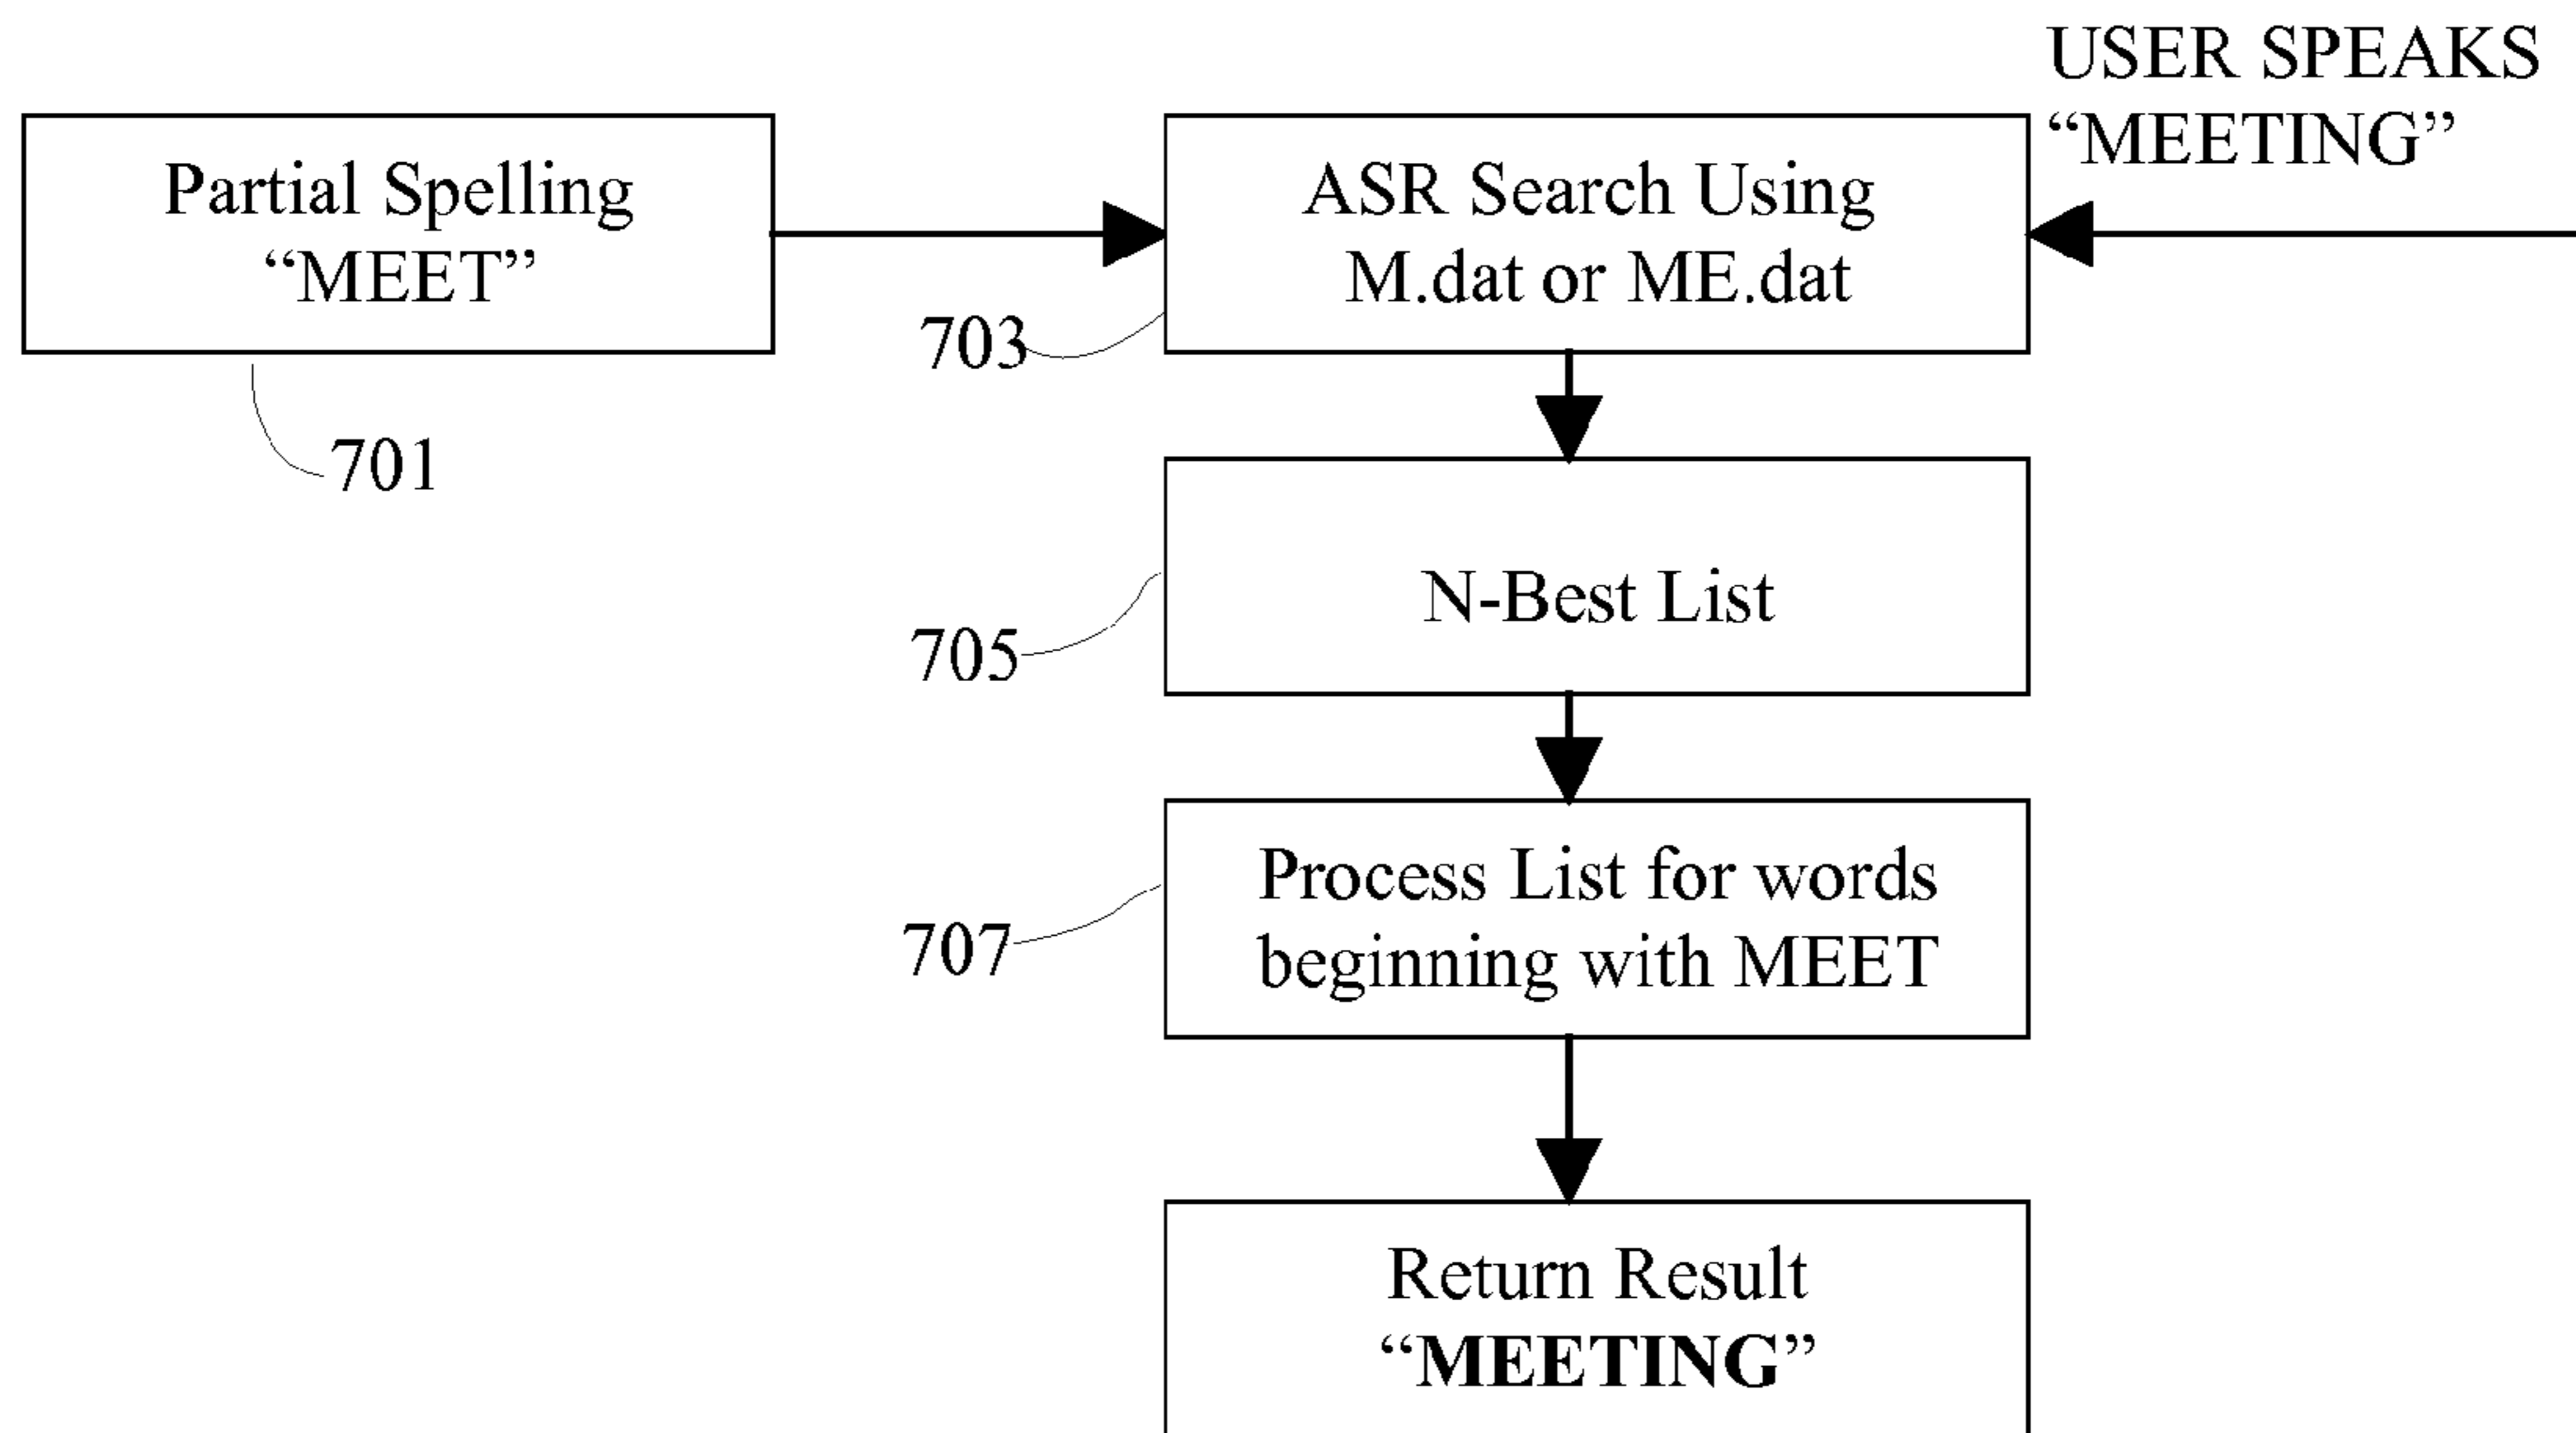 USER SPEAKS
“MEETING”
Partial Spelling
“MEET”
701
ASR Search Using
M.dat or ME.dat
703
N-Best List
705
Process List for words
beginning with MEET
707
Return Result
“MEETING”